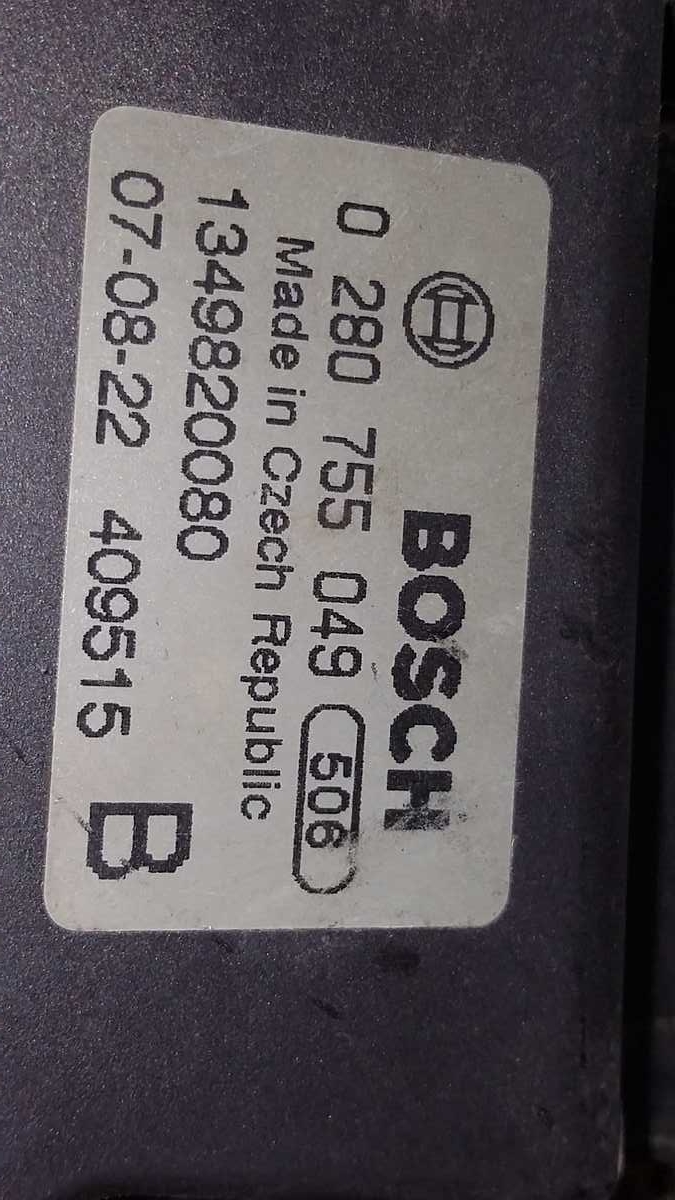 BOSCH
0 280 755 049 506
Made in Czech Republic
1349820080
07-08-22 409515 B